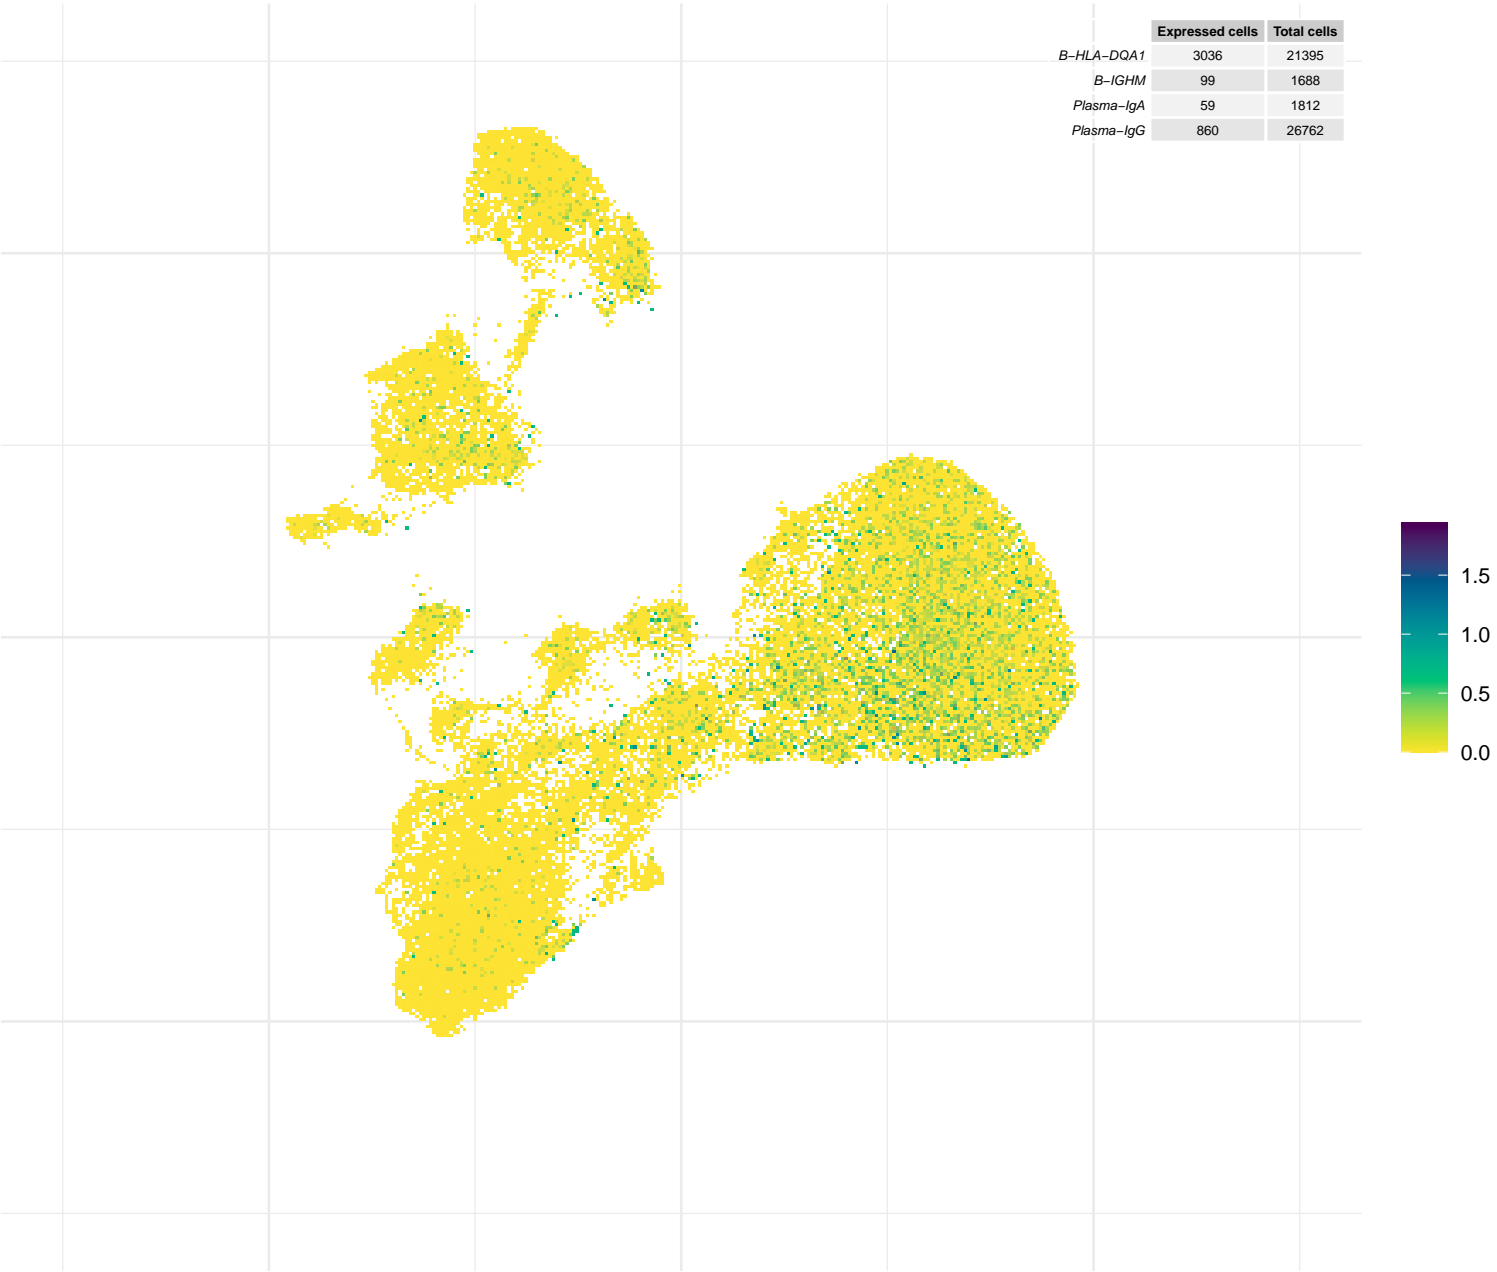 Expressed cells Total cells
B−HLA−DQA1 3036 21395
B−IGHM 99 1688
Plasma−IgA 59 1812
Plasma−IgG 860 26762
1.5
1.0
0.5
0.0